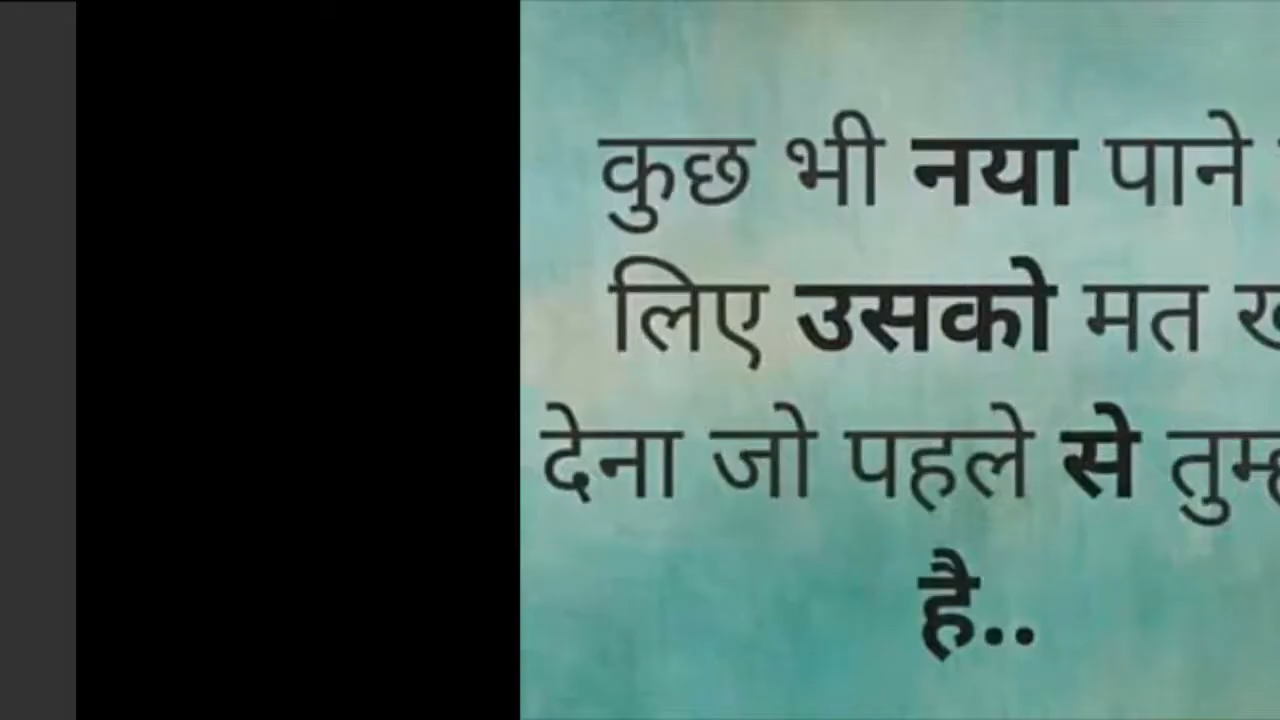 कुछ भी नया पाने
लिए उसको मत
देना जो पहले से
है..